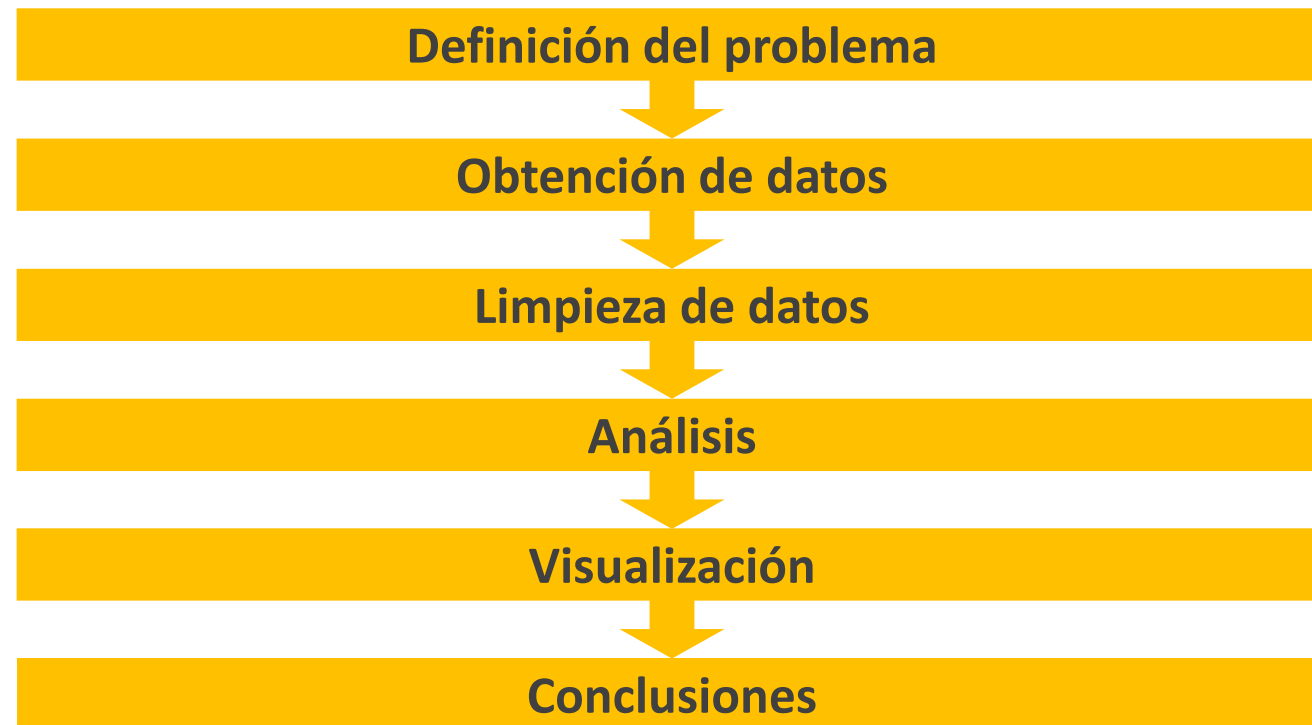 Definición del problema
Obtención de datos
Limpieza de datos
Análisis
Visualización
Conclusiones